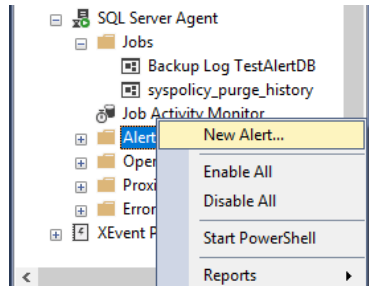 SQL Server Agent
Jobs
Backup Log TestAlertDB
syspolicy_purge_history
Job Activity Monitor
Alert
New Alert...
Oper
Enable All
Proxi
Disable All
Error
XEvent P
Start PowerShell
Reports